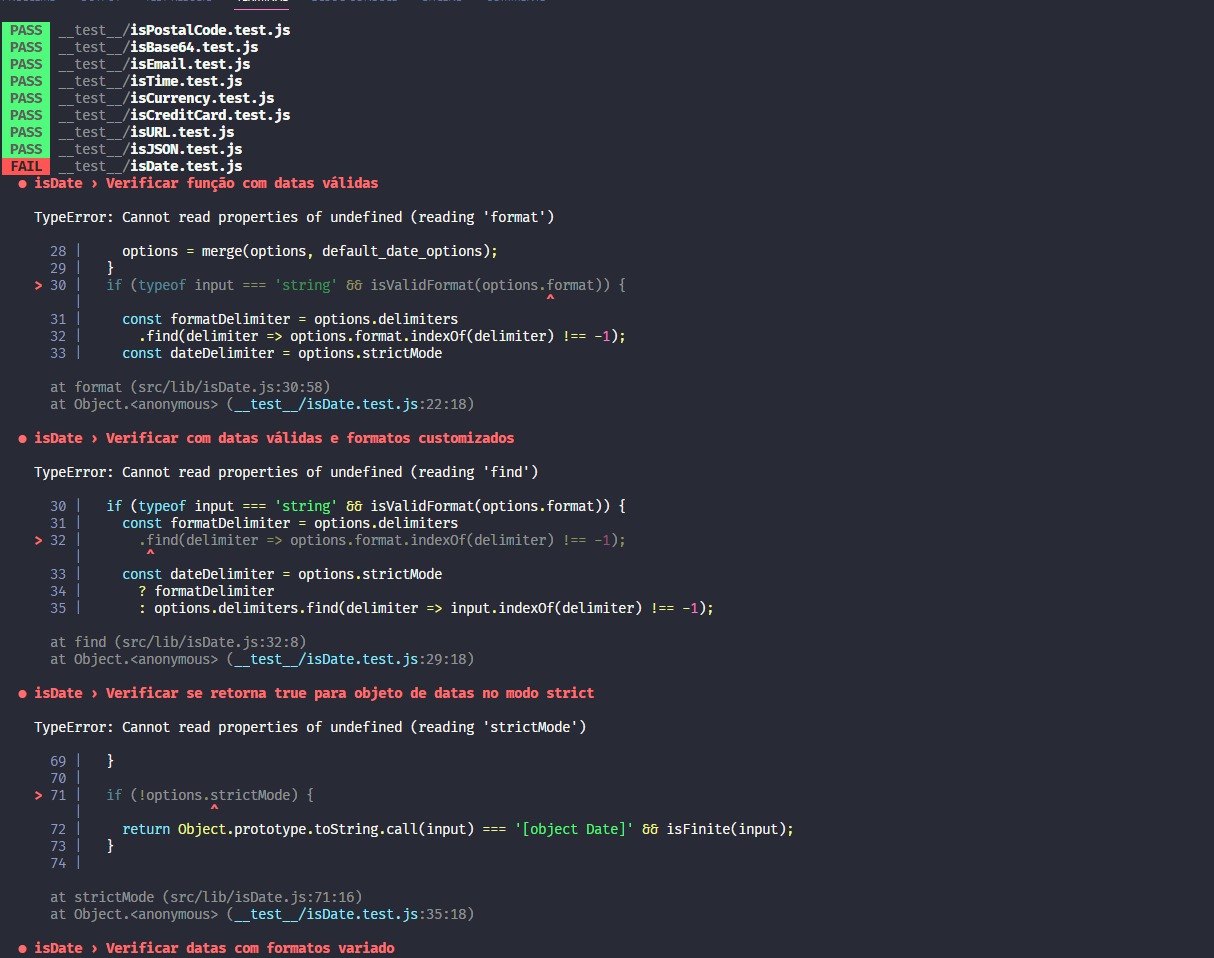 PASS __test__/isPostalCode.test.js
PASS __test__/isBase64.test.js
PASS __test__/isEmail.test.js
PASS __test__/isTime.test.js
PASS __test__/isCurrency.test.js
PASS __test__/isCreditCard.test.js
PASS __test__/isURL.test.js
PASS __test__/isJSON.test.js
FAIL __test__/isDate.test.js
● isDate › Verificar função com datas válidas
TypeError: Cannot read properties of undefined (reading 'format')
28 |     options = merge(options, default_date_options);
29 |   }
> 30 |   if (typeof input === 'string' && isValidFormat(options.format)) {
|                                                          ^
31 |     const formatDelimiter = options.delimiters
32 |       .find(delimiter => options.format.indexOf(delimiter) !== -1);
33 |     const dateDelimiter = options.strictMode
at format (src/lib/isDate.js:30:58)
at Object.<anonymous> (__test__/isDate.test.js:22:18)
● isDate › Verificar com datas válidas e formatos customizados
TypeError: Cannot read properties of undefined (reading 'find')
30 |   if (typeof input === 'string' && isValidFormat(options.format)) {
31 |     const formatDelimiter = options.delimiters
> 32 |       .find(delimiter => options.format.indexOf(delimiter) !== -1);
|        ^
33 |     const dateDelimiter = options.strictMode
34 |       ? formatDelimiter
35 |       : options.delimiters.find(delimiter => input.indexOf(delimiter) !== -1);
at find (src/lib/isDate.js:32:8)
at Object.<anonymous> (__test__/isDate.test.js:29:18)
● isDate › Verificar se retorna true para objeto de datas no modo strict
TypeError: Cannot read properties of undefined (reading 'strictMode')
69 |   }
70 |
> 71 |   if (!options.strictMode) {
|                ^
72 |     return Object.prototype.toString.call(input) === '[object Date]' && isFinite(input);
73 |   }
74 |
at strictMode (src/lib/isDate.js:71:16)
at Object.<anonymous> (__test__/isDate.test.js:35:18)
● isDate › Verificar datas com formatos variado